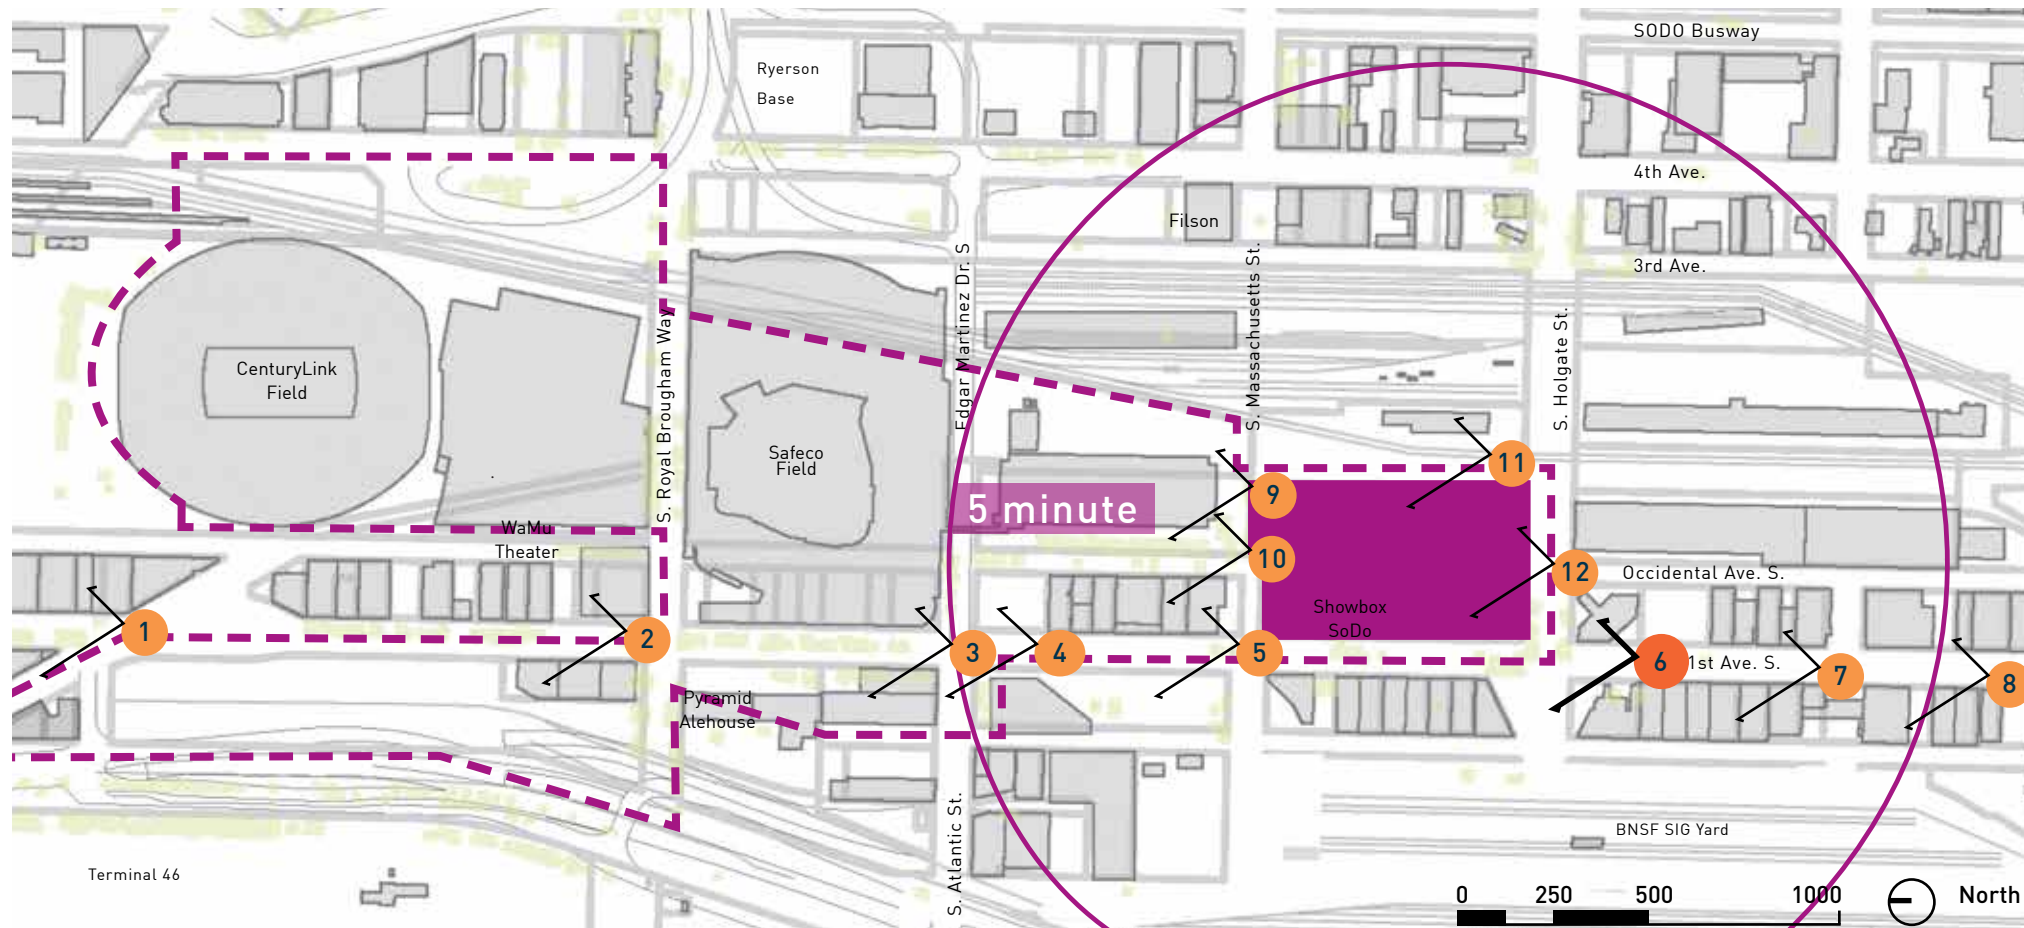 SODO Busway
Ryerson
Base
4th Ave.
Filson
3rd Ave.
Edgar Martinez Dr. S
S. Massachusetts St.
S. Holgate St.
S. Royal Brougham Way
CenturyLink
Field
Safeco
Field
11
9
5 minute
WaMu
Theater
10
12
Occidental Ave. S.
Showbox
SoDo
1
2
3
4
5
6
1st Ave. S.
7
8
Pyramid
Alehouse
S. Atlantic St.
BNSF SIG Yard
Terminal 46
0 250 500 1000
North